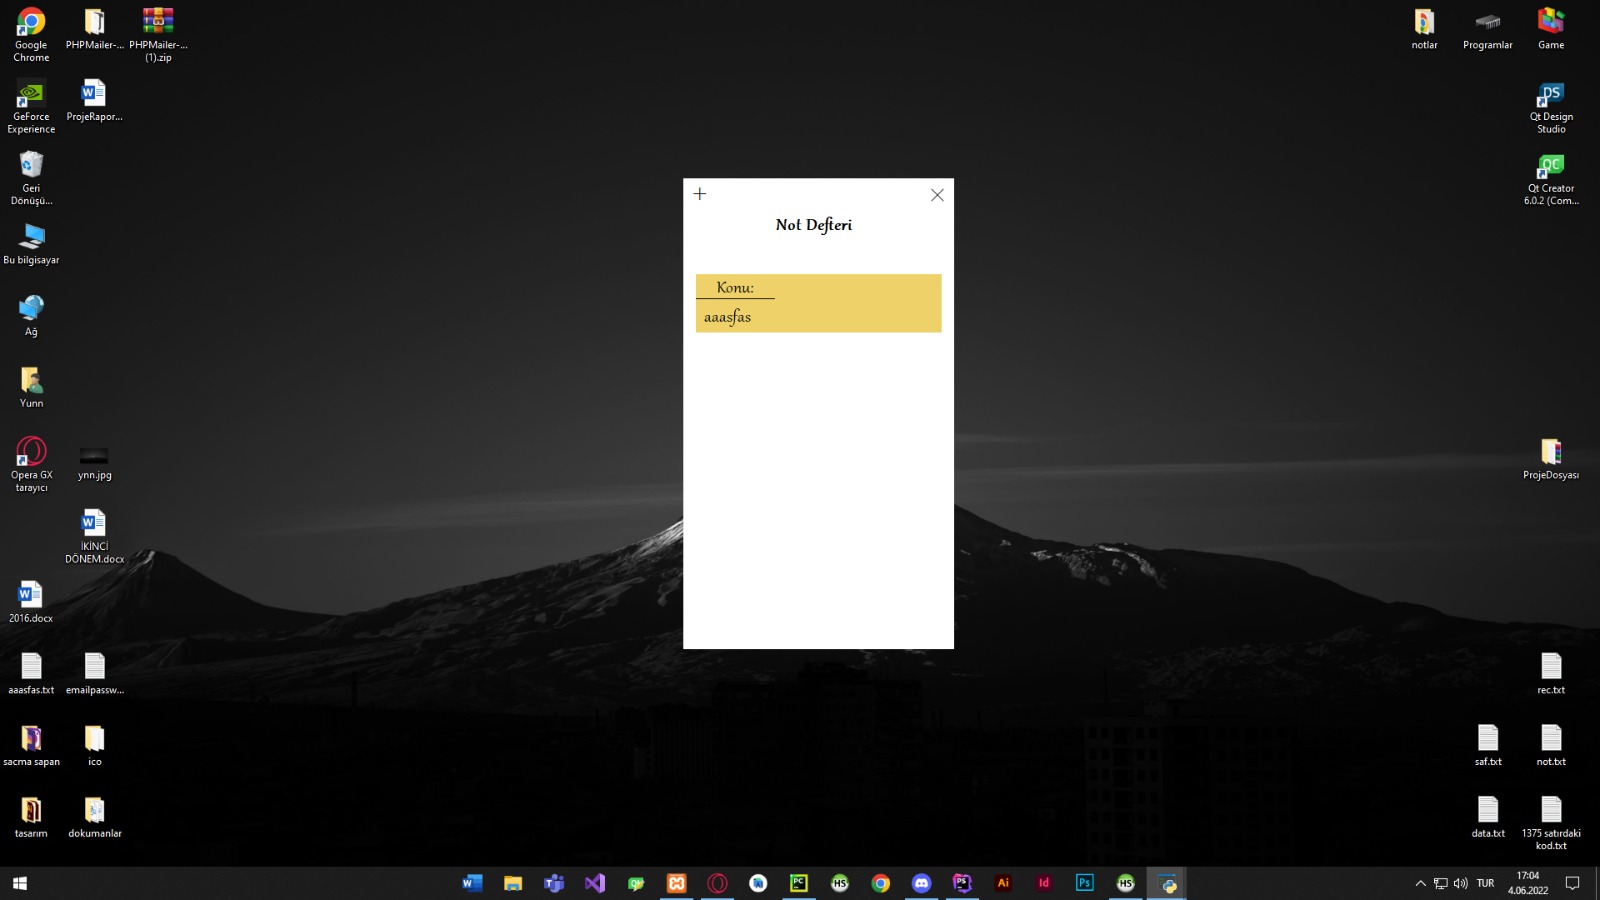 Google
Chrome
PHPMailer-...
PHPMailer-...
(1).zip
GeForce
Experience
ProjeRapor...
Geri
Dönüşü...
Bu bilgisayar
Ağ
Yunn
Opera GX
tarayıcı
ynn.jpg
İKİNCİ
DÖNEM.docx
2016.docx
aaasfas.txt
emailpassw...
sacma sapan
ico
tasarım
dokumanlar
Not Defteri
Konu:
aaasfas
notlar
Programlar
Game
DS
Qt Design
Studio
QC
Qt Creator
6.0.2 (Com...
ProjeDosyası
rec.txt
saf.txt
not.txt
data.txt
1375 satırdaki
kod.txt
TUR
17:04
4.06.2022